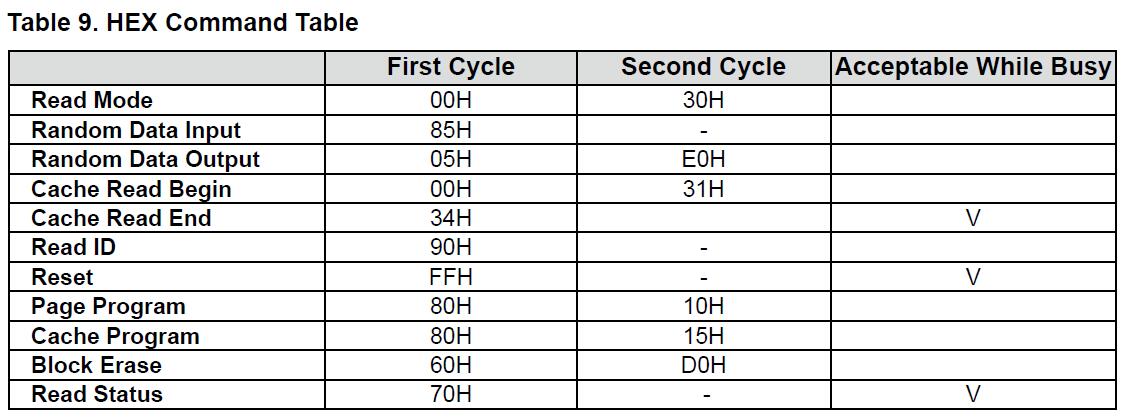 Table 9. HEX Command Table
First Cycle Second Cycle Acceptable While Busy
Read Mode 00H 30H
Random Data Input 85H -
Random Data Output 05H E0H
Cache Read Begin 00H 31H
Cache Read End 34H V
Read ID 90H -
Reset FFH - V
Page Program 80H 10H
Cache Program 80H 15H
Block Erase 60H D0H
Read Status 70H - V